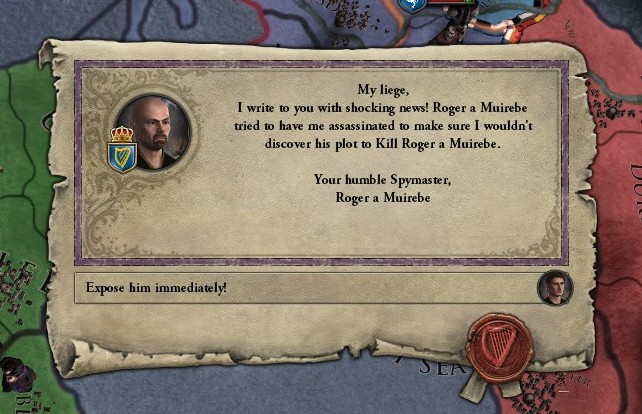 My liege,
I write to you with shocking news! Roger a Muirebe
tried to have me assassinated to make sure I wouldn't
discover his plot to Kill Roger a Muirebe.
Your humble Spymaster,
Roger a Muirebe
Expose him immediately!
SEA